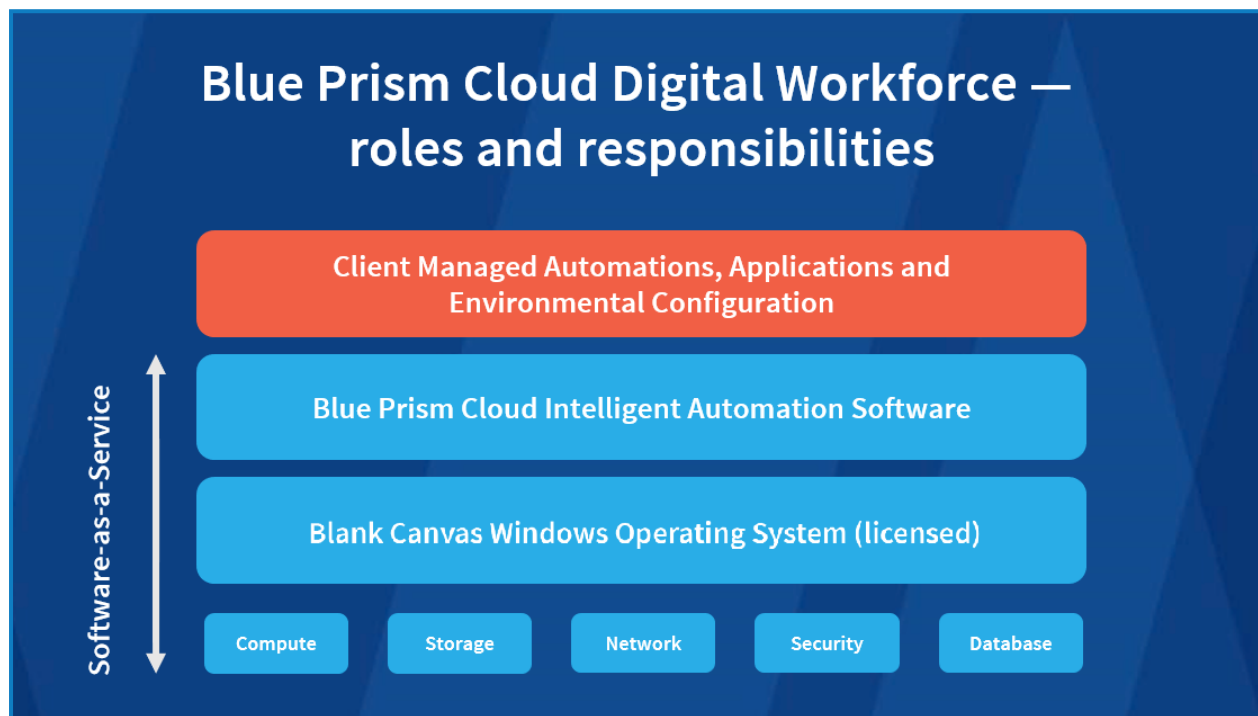 Blue Prism Cloud Digital Workforce —
roles and responsibilities
Client Managed Automations, Applications and
Environmental Configuration
Software-as-a-Service
Blue Prism Cloud Intelligent Automation Software
Blank Canvas Windows Operating System (licensed)
Compute
Storage
Network
Security
Database